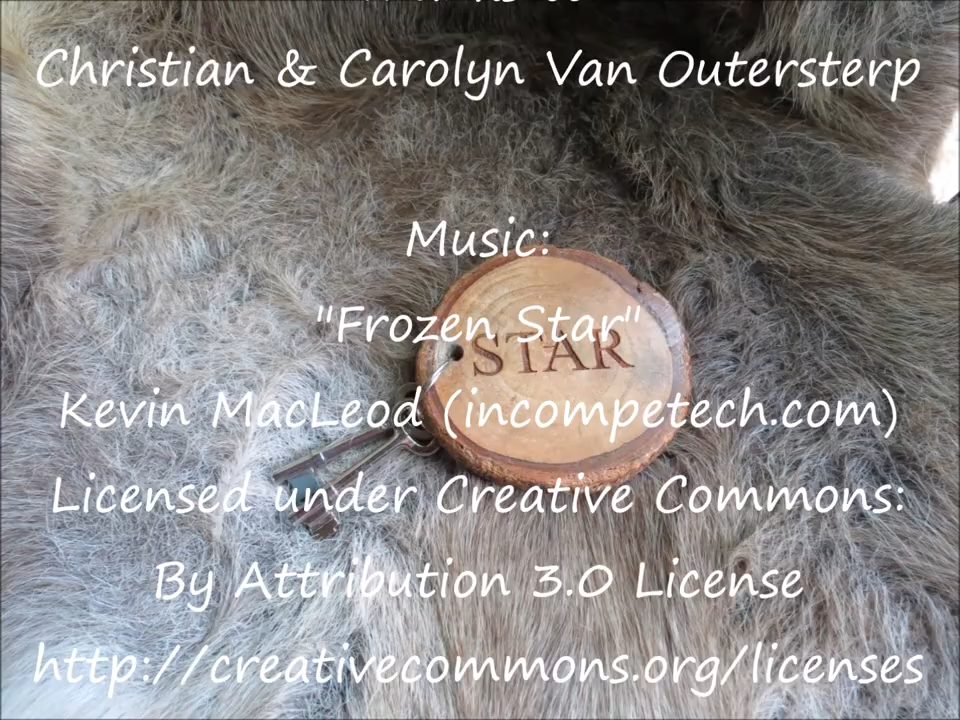 Christian & Carolyn Van Outersterp
Music:
"Frozen Star"
STAR
Kevin MacLeod (incompetech.com)
Licensed under Creative Commons:
By Attribution 3.0 License
http://creativecommons.org/licenses